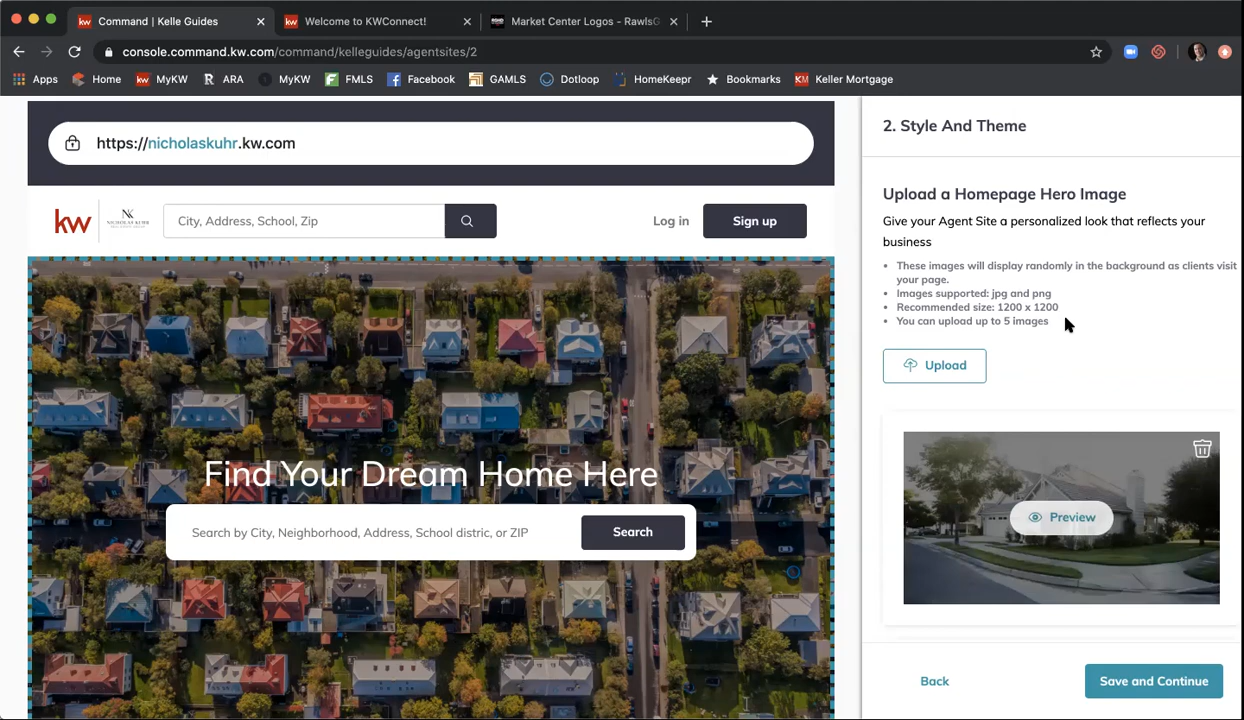 Command | Kelle Guides
Welcome to KWConnect!
Market Center Logos - RawlsG
console.command.kw.com/command/kelleguides/agentsites/2
Apps
Home
MyKW
ARA
MyKW
FMLS
Facebook
GAMLS
Dotloop
HomeKeepr
Bookmarks
Keller Mortgage
https://nicholaskuhr.kw.com
kw
NK
NICHOLAS KUHR
City, Address, School, Zip
Log in
Sign up
Find Your Dream Home Here
Search by City, Neighborhood, Address, School distric, or ZIP
Search
2. Style And Theme
Upload a Homepage Hero Image
Give your Agent Site a personalized look that reflects your
business
These images will display randomly in the background as clients visit
your page.
Images supported: jpg and png
Recommended size: 1200 x 1200
You can upload up to 5 images
Upload
Preview
Back
Save and Continue